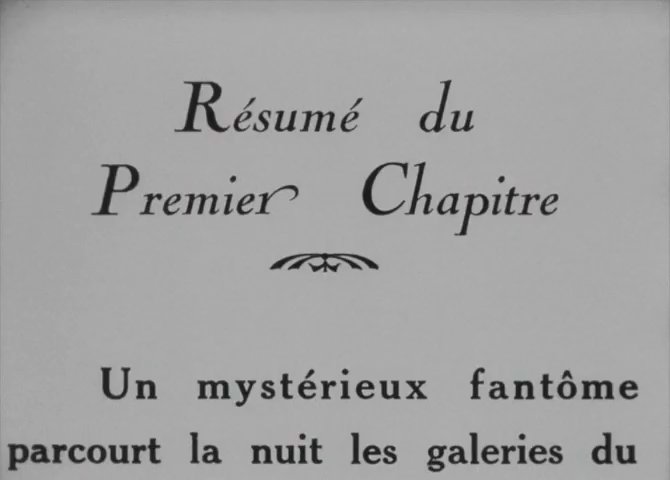 Résumé du
Premier Chapitre
Un mystérieux fantôme
parcourt la nuit les galeries du